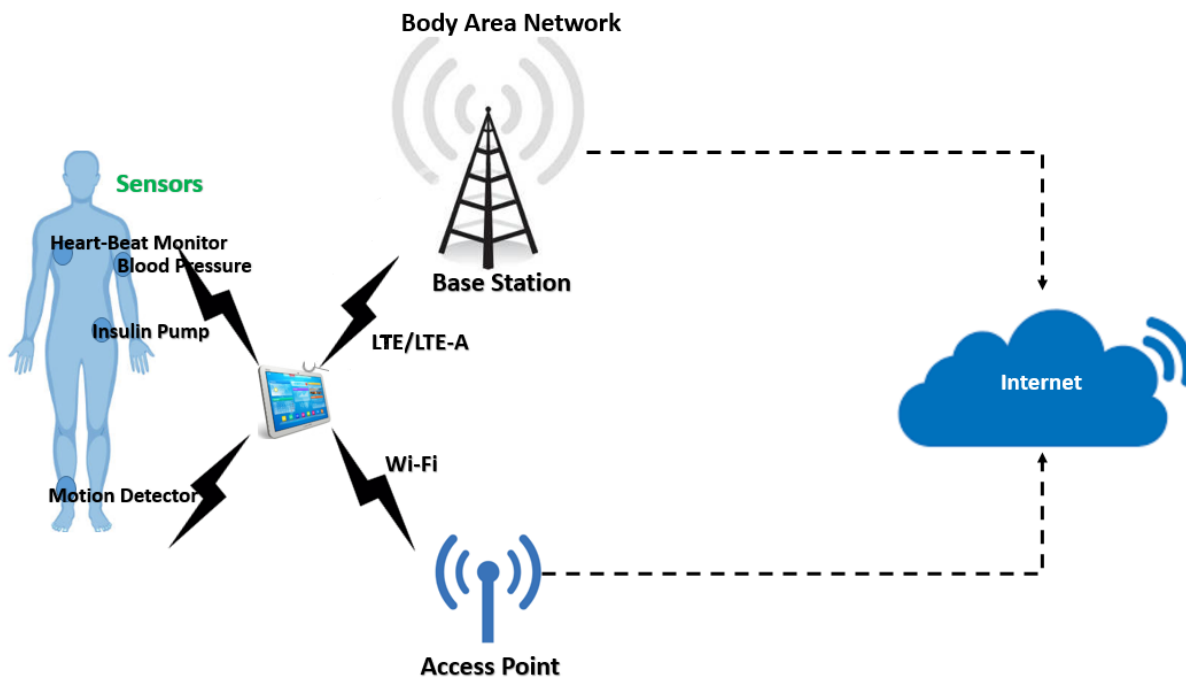 Body Area Network
Sensors
Heart-Beat Monitor
Blood Pressure
Base Station
Insulin Pump
LTE/LTE-A
Internet
Wi-Fi
Motion Detector
Access Point